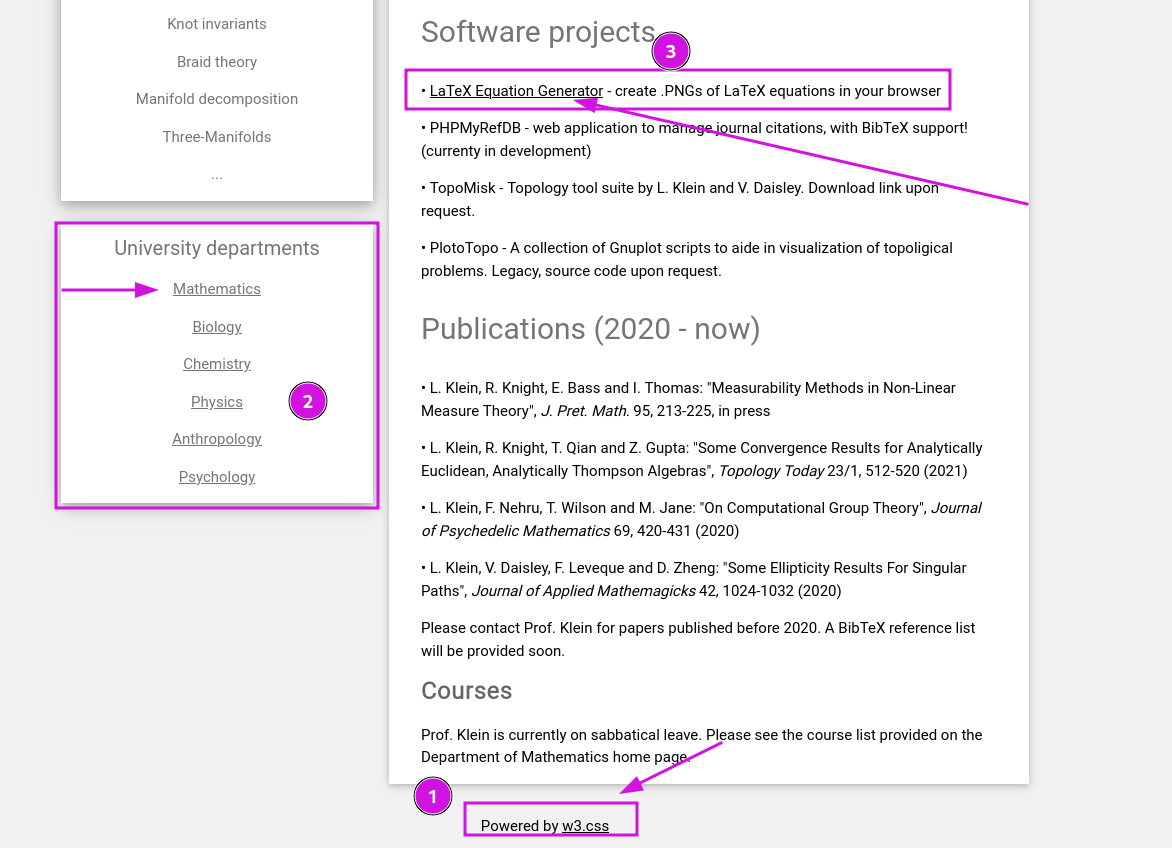 Knot invariants
Braid theory
Manifold decomposition
Three-Manifolds
...
University departments
Mathematics
Biology
Chemistry
Physics
2
Anthropology
Psychology
Software projects
3
• LaTeX Equation Generator - create .PNGs of LaTeX equations in your browser
• PHPMyRefDB - web application to manage journal citations, with BibTeX support!
(currenty in development)
• TopoMisk - Topology tool suite by L. Klein and V. Daisley. Download link upon
request.
• PlotoTopo - A collection of Gnuplot scripts to aide in visualization of topoligical
problems. Legacy, source code upon request.
Publications (2020 - now)
• L. Klein, R. Knight, E. Bass and I. Thomas: "Measurability Methods in Non-Linear
Measure Theory", J. Pret. Math. 95, 213-225, in press
• L. Klein, R. Knight, T. Qian and Z. Gupta: "Some Convergence Results for Analytically
Euclidean, Analytically Thompson Algebras", Topology Today 23/1, 512-520 (2021)
• L. Klein, F. Nehru, T. Wilson and M. Jane: "On Computational Group Theory", Journal
of Psychedelic Mathematics 69, 420-431 (2020)
• L. Klein, V. Daisley, F. Leveque and D. Zheng: "Some Ellipticity Results For Singular
Paths", Journal of Applied Mathemagicks 42, 1024-1032 (2020)
Please contact Prof. Klein for papers published before 2020. A BibTeX reference list
will be provided soon.
Courses
Prof. Klein is currently on sabbatical leave. Please see the course list provided on the
Department of Mathematics home page.
1
Powered by w3.css